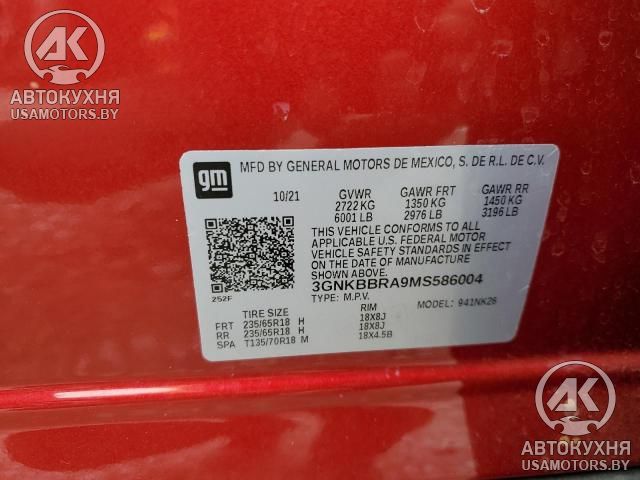 AK
АВТОКУХНЯ
USAMOTORS.BY
gm
MFD BY GENERAL MOTORS DE MEXICO, S. DE R.L. DE C.V.
10/21 GVWR GAWR FRT GAWR RR
2722 KG 1350 KG 1450 KG
6001 LB 2976 LB 3196 LB
THIS VEHICLE CONFORMS TO ALL
APPLICABLE U.S. FEDERAL MOTOR
VEHICLE SAFETY STANDARDS IN EFFECT
ON THE DATE OF MANUFACTURE
SHOWN ABOVE.
3GNKBBRA9MS586004
252F
TYPE: M.P.V. MODEL: 941NK26
TIRE SIZE RIM
FRT 235/65R18 H 18X8J
RR 235/65R18 H 18X8J
SPA T135/70R18 M 18X4.5B
AK
АВТОКУХНЯ
USAMOTORS.BY